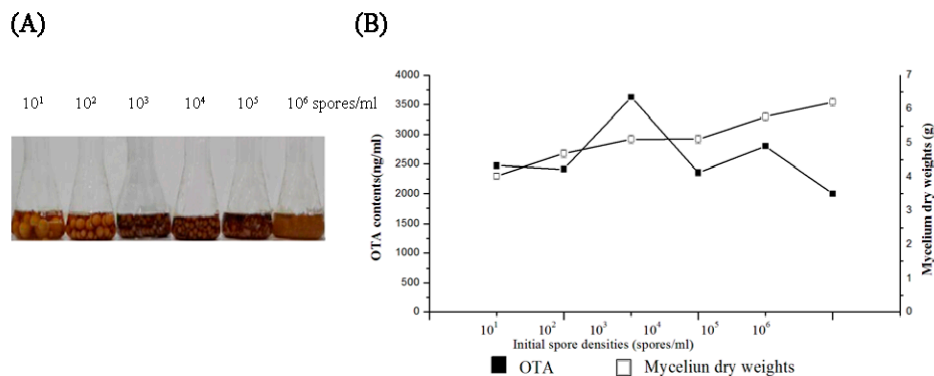 (A)
(B)
10¹ 10² 10³ 10⁴ 10⁵ 10⁶ spores/ml
OTA contents(ng/ml)
4000
3500
3000
2500
2000
1500
1000
500
0
7
6
5
4
3
2
1
0
Mycelium dry weights (g)
10¹ 10² 10³ 10⁴ 10⁵ 10⁶
Initial spore densities (spores/ml)
OTA
Myceliun dry weights